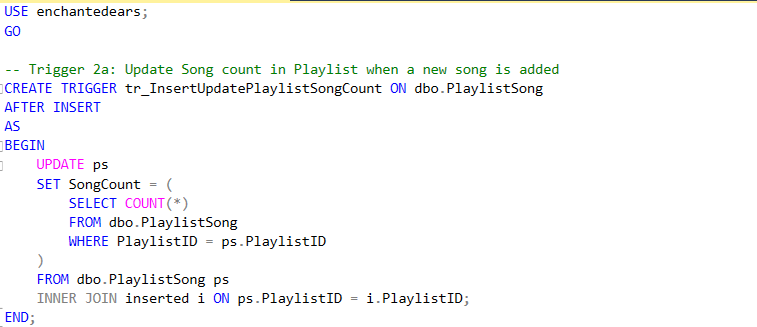 USE enchantedears;
GO
-- Trigger 2a: Update Song count in Playlist when a new song is added
CREATE TRIGGER tr_InsertUpdatePlaylistSongCount ON dbo.PlaylistSong
AFTER INSERT
AS
BEGIN
    UPDATE ps
    SET SongCount = (
        SELECT COUNT(*)
        FROM dbo.PlaylistSong
        WHERE PlaylistID = ps.PlaylistID
    )
    FROM dbo.PlaylistSong ps
    INNER JOIN inserted i ON ps.PlaylistID = i.PlaylistID;
END;